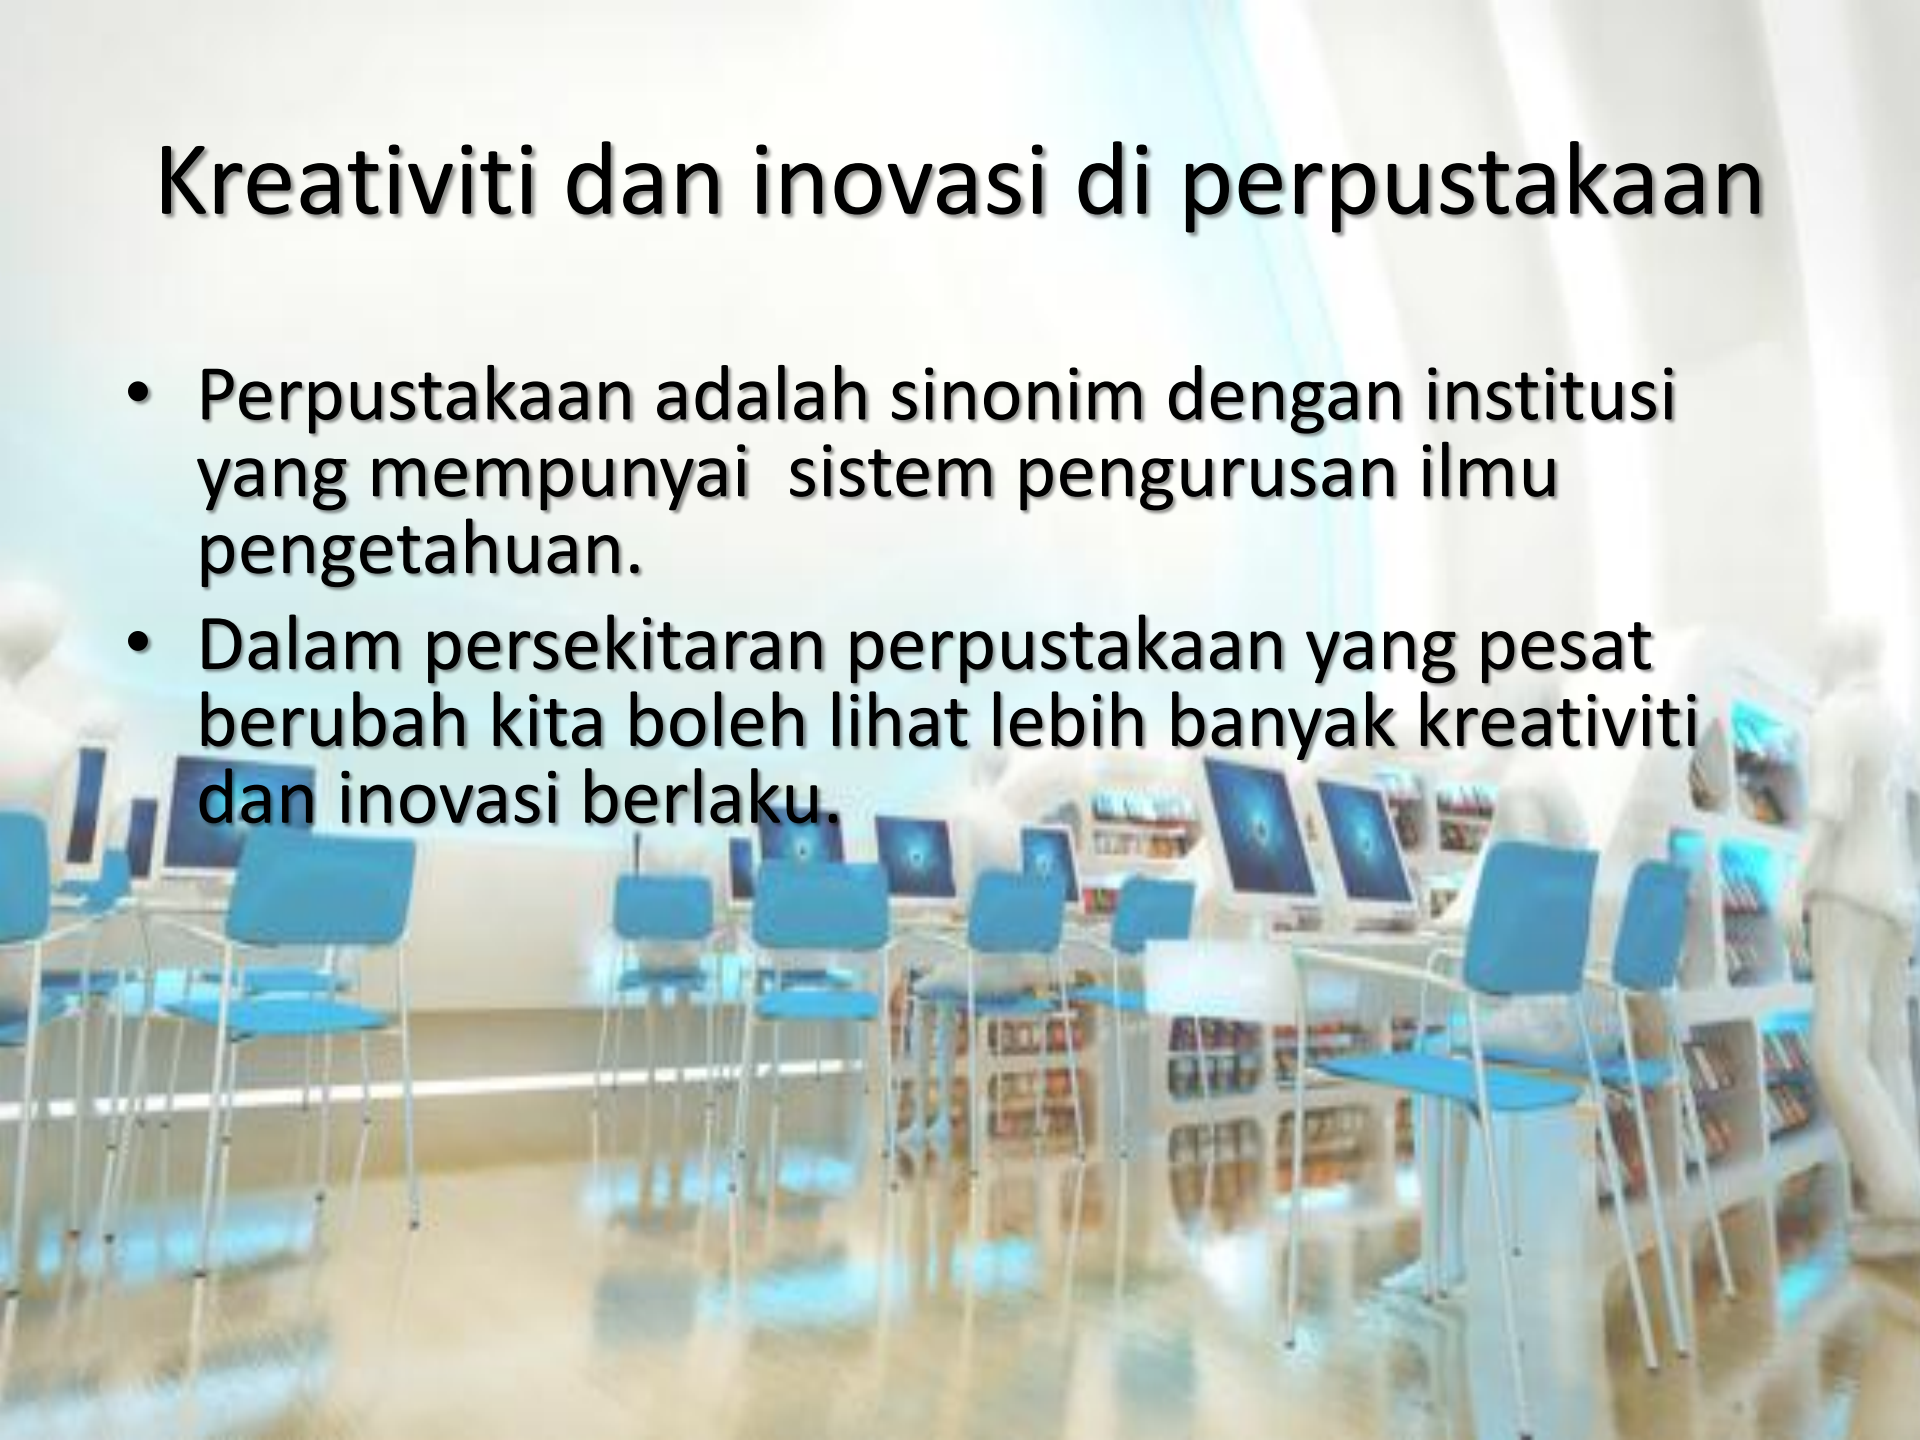 Kreativiti dan inovasi di perpustakaan
• Perpustakaan adalah sinonim dengan institusi
yang mempunyai  sistem pengurusan ilmu
pengetahuan.
• Dalam persekitaran perpustakaan yang pesat
berubah kita boleh lihat lebih banyak kreativiti
dan inovasi berlaku.